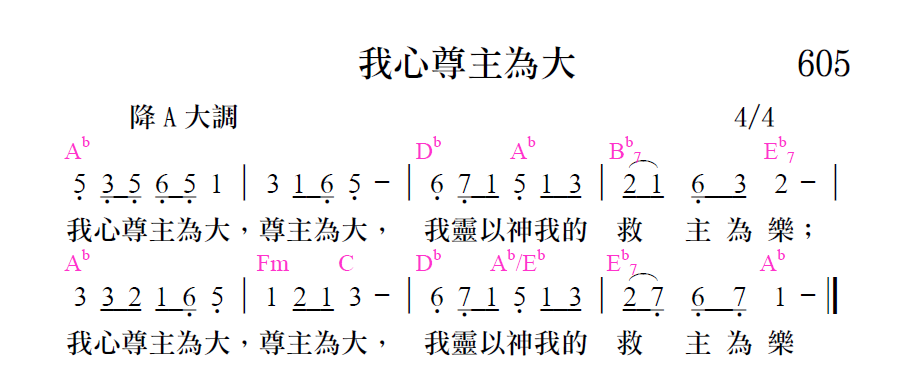 我心尊主為大 605
降 A 大調 4/4
A♭ D♭ A♭ B♭7 E♭7
5̣ 3̣ 5̣ 6̣ 5̣ 1 | 3 1 6̣ 5̣ – | 6̣ 7̣ 1 5̣ 1 3 | 2 1 6̣ 3 2 – |
我心尊主為大，尊主為大， 我靈以神我的 救 主 為 樂；
A♭ Fm C D♭ A♭/E♭ E♭7 A♭
3 3 2 1 6̣ 5̣ | 1 2 1 3 – | 6̣ 7̣ 1 5̣ 1 3 | 2 7̣ 6̣ 7̣ 1 – ‖
我心尊主為大，尊主為大， 我靈以神我的 救 主 為 樂